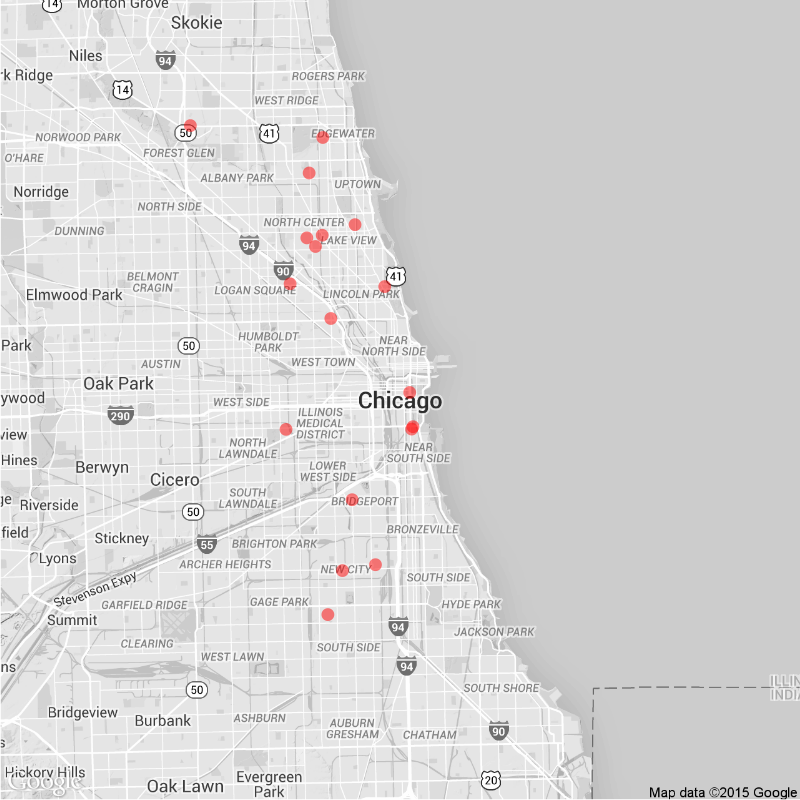 14
Morton Grove
Skokie
Niles
94
rk Ridge
ROGERS PARK
14
WEST RIDGE
50
41
EDGEWATER
NORWOOD PARK
O'HARE
FOREST GLEN
ALBANY PARK
UPTOWN
Norridge
NORTH SIDE
NORTH CENTER
DUNNING
94
LAKE VIEW
90
BELMONT
CRAGIN
41
Elmwood Park
LOGAN SQUARE
LINCOLN PARK
Park
50
HUMBOLDT
PARK
NEAR
NORTH SIDE
AUSTIN
WEST TOWN
Oak Park
ywood
WEST SIDE
Chicago
290
ILLINOIS
MEDICAL
DISTRICT
view
NORTH
LAWNDALE
NEAR
SOUTH SIDE
Hines
Berwyn
LOWER
WEST SIDE
Cicero
ge
Riverside
SOUTH
LAWNDALE
BRIDGEPORT
50
field
Stickney
BRONZEVILLE
55
BRIGHTON PARK
Lyons
ARCHER HEIGHTS
NEW CITY
SOUTH SIDE
Stevenson Expy
GARFIELD RIDGE
GAGE PARK
HYDE PARK
Summit
94
JACKSON PARK
CLEARING
SOUTH SIDE
WEST LAWN
94
ns
50
SOUTH SHORE
ILLIN
INDIA
Bridgeview
Burbank
ASHBURN
AUBURN
GRESHAM
CHATHAM
90
s
Hickory Hills
Google
Oak Lawn
Evergreen
Park
20
Map data ©2015 Google